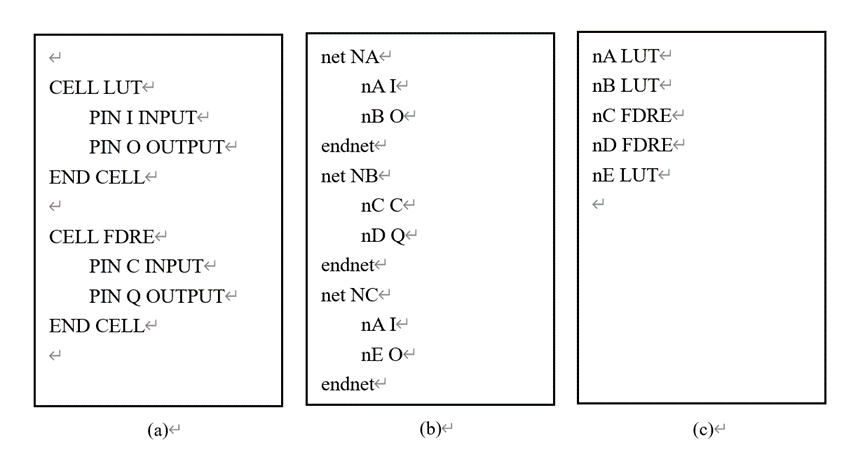 CELL LUT
PIN I INPUT
PIN O OUTPUT
END CELL
CELL FDRE
PIN C INPUT
PIN Q OUTPUT
END CELL
(a)
net NA
nA I
nB O
endnet
net NB
nC C
nD Q
endnet
net NC
nA I
nE O
endnet
(b)
nA LUT
nB LUT
nC FDRE
nD FDRE
nE LUT
(c)